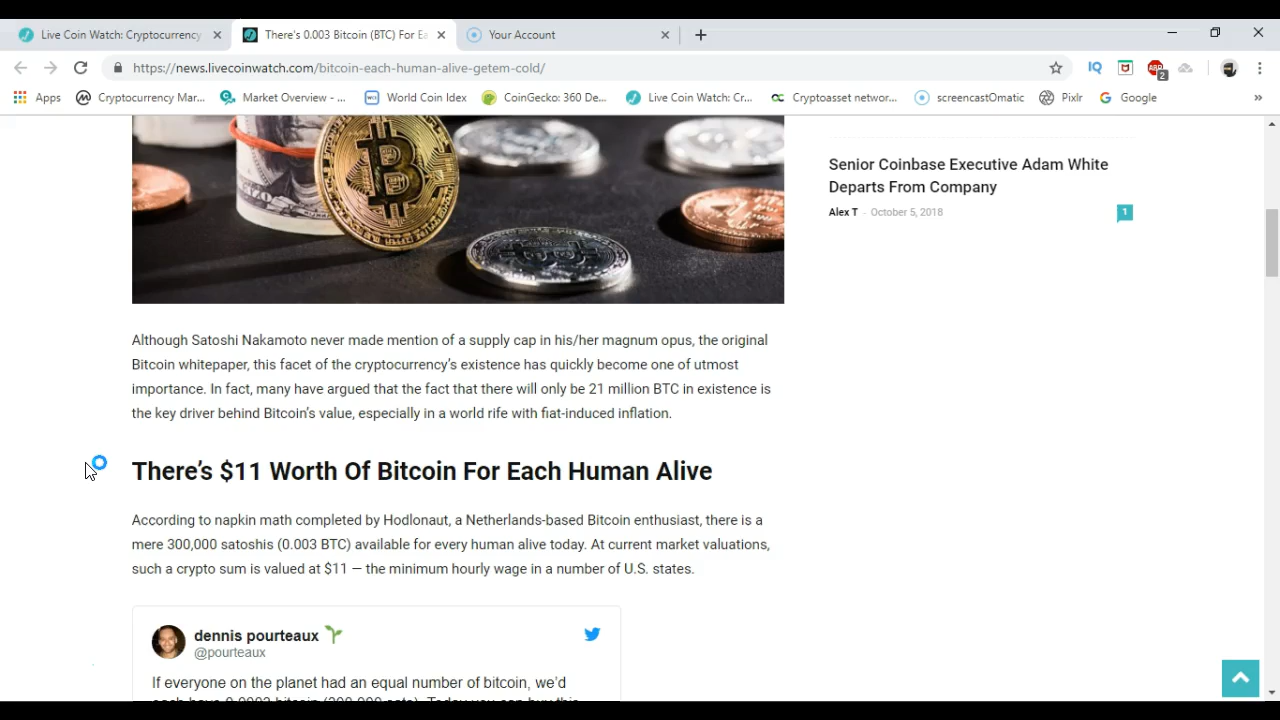 Live Coin Watch: Cryptocurrency
There's 0.003 Bitcoin (BTC) For Ea
Your Account
https://news.livecoinwatch.com/bitcoin-each-human-alive-getem-cold/
IQ
ABP
2
Apps
Cryptocurrency Mar...
Market Overview - ...
World Coin Idex
CoinGecko: 360 De...
Live Coin Watch: Cr...
Cryptoasset networ...
screencastOmatic
Pixlr
Google
»
Senior Coinbase Executive Adam White
Departs From Company
Alex T - October 5, 2018
1
Although Satoshi Nakamoto never made mention of a supply cap in his/her magnum opus, the original
Bitcoin whitepaper, this facet of the cryptocurrency's existence has quickly become one of utmost
importance. In fact, many have argued that the fact that there will only be 21 million BTC in existence is
the key driver behind Bitcoin's value, especially in a world rife with fiat-induced inflation.
There's $11 Worth Of Bitcoin For Each Human Alive
According to napkin math completed by Hodlonaut, a Netherlands-based Bitcoin enthusiast, there is a
mere 300,000 satoshis (0.003 BTC) available for every human alive today. At current market valuations,
such a crypto sum is valued at $11 — the minimum hourly wage in a number of U.S. states.
dennis pourteaux
@pourteaux
If everyone on the planet had an equal number of bitcoin, we'd